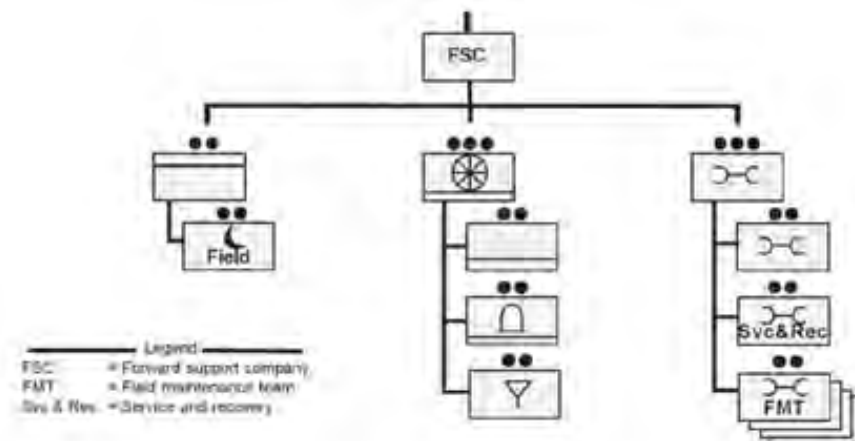 FSC
Field
Svc&Rec
FMT
Legend
FSC = Forward support company
FMT = Field maintenance team
Svc & Rec = Service and recovery